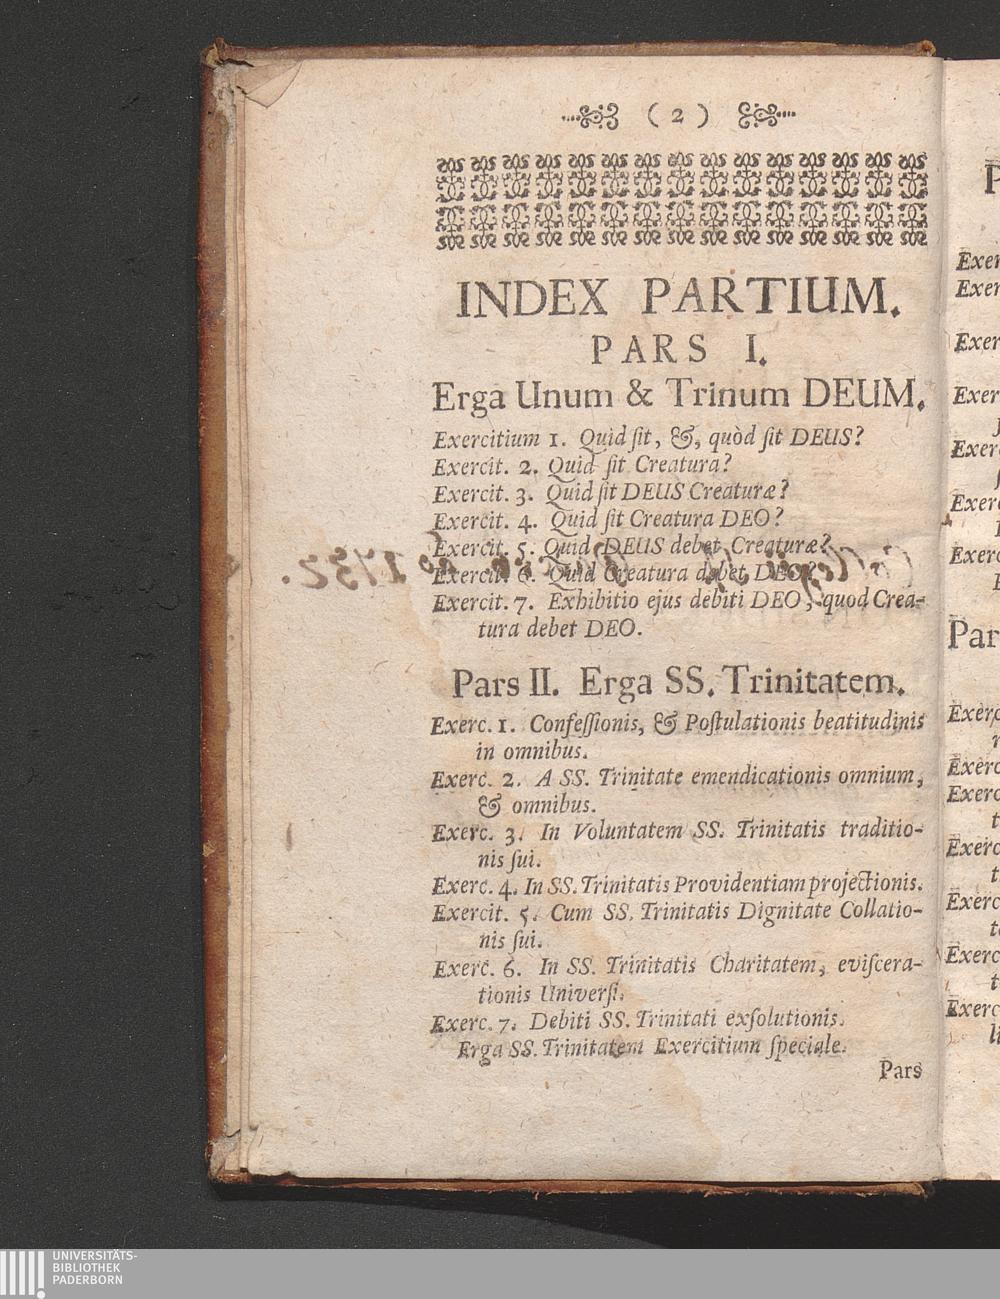 ( 2 )
INDEX PARTIUM.
PARS I.
Erga Unum & Trinum DEUM.
Exercitium 1. Quid ſit, &, quòd ſit DEUS?
Exercit. 2. Quid ſit Creatura?
Exercit. 3. Quid ſit DEUS Creaturæ?
Exercit. 4. Quid ſit Creatura DEO?
Exercit. 5. Quid DEUS debet Creaturæ?
Exercit. 6. Quid Creatura debet DEO?
Exercit. 7. Exhibitio ejus debiti DEO, quod Crea-
tura debet DEO.
Pars II. Erga SS. Trinitatem.
Exerc. 1. Confeſſionis, & Poſtulationis beatitudinis
in omnibus.
Exerc. 2. A SS. Trinitate emendicationis omnium,
& omnibus.
Exerc. 3. In Voluntatem SS. Trinitatis traditio-
nis ſui.
Exerc. 4. In SS. Trinitatis Providentiam projectionis.
Exercit. 5. Cum SS. Trinitatis Dignitate Collatio-
nis ſui.
Exerc. 6. In SS. Trinitatis Charitatem, eviſcera-
tionis Univerſi.
Exerc. 7. Debiti SS. Trinitati exſolutionis.
Erga SS. Trinitatem Exercitium ſpeciale.
Pars
1732.
UNIVERSITÄTS-
BIBLIOTHEK
PADERBORN